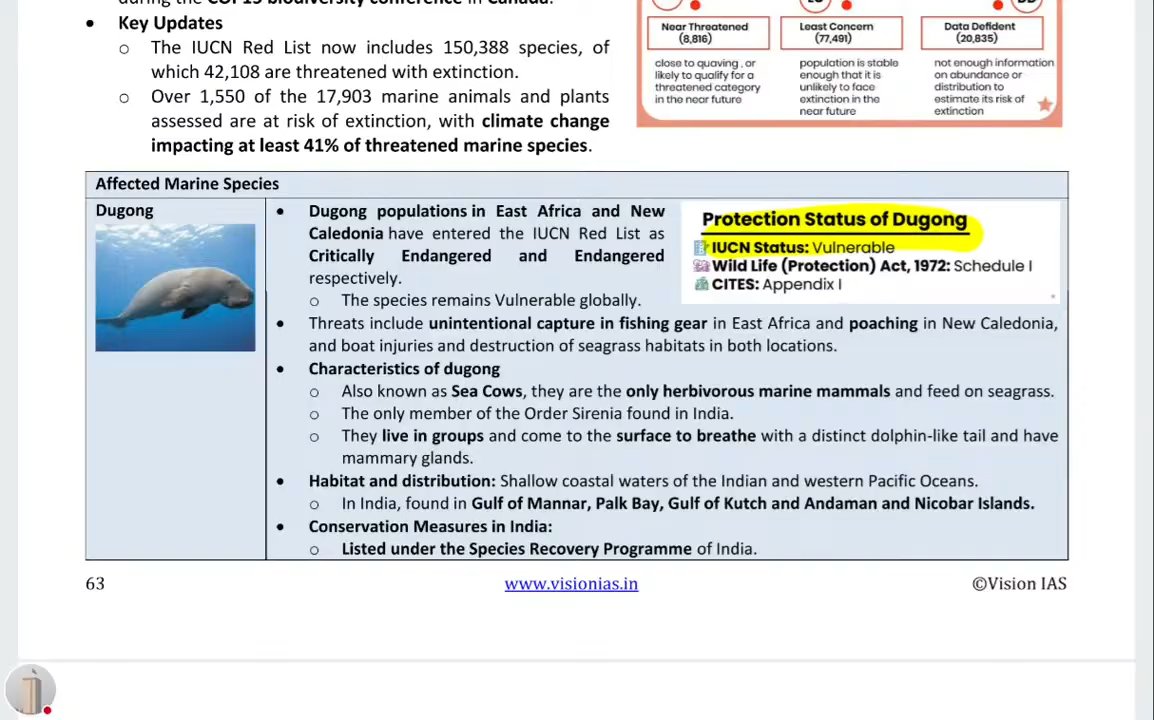 during the COP15 biodiversity conference in Canada.
• Key Updates
o The IUCN Red List now includes 150,388 species, of
which 42,108 are threatened with extinction.
o Over 1,550 of the 17,903 marine animals and plants
assessed are at risk of extinction, with climate change
impacting at least 41% of threatened marine species.
Near Threatened
(8,816)
close to quaving , or
likely to qualify for a
threatened category
in the near future
Least Concern
(77,491)
population is stable
enough that it is
unlikely to face
extinction in the
near future
Data Defident
(20,835)
not enough information
on abundance or
distribution to
estimate its risk of
extinction
Affected Marine Species
Dugong
• Dugong populations in East Africa and New
Caledonia have entered the IUCN Red List as
Critically Endangered and Endangered
respectively.
o The species remains Vulnerable globally.
Protection Status of Dugong
IUCN Status: Vulnerable
Wild Life (Protection) Act, 1972: Schedule I
CITES: Appendix I
• Threats include unintentional capture in fishing gear in East Africa and poaching in New Caledonia,
and boat injuries and destruction of seagrass habitats in both locations.
• Characteristics of dugong
o Also known as Sea Cows, they are the only herbivorous marine mammals and feed on seagrass.
o The only member of the Order Sirenia found in India.
o They live in groups and come to the surface to breathe with a distinct dolphin-like tail and have
mammary glands.
• Habitat and distribution: Shallow coastal waters of the Indian and western Pacific Oceans.
o In India, found in Gulf of Mannar, Palk Bay, Gulf of Kutch and Andaman and Nicobar Islands.
• Conservation Measures in India:
o Listed under the Species Recovery Programme of India.
63
www.visionias.in
©Vision IAS